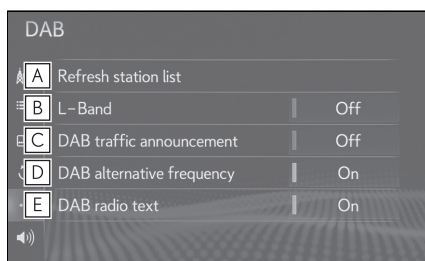 DAB
A Refresh station list
B L-Band Off
C DAB traffic announcement Off
D DAB alternative frequency On
E DAB radio text On